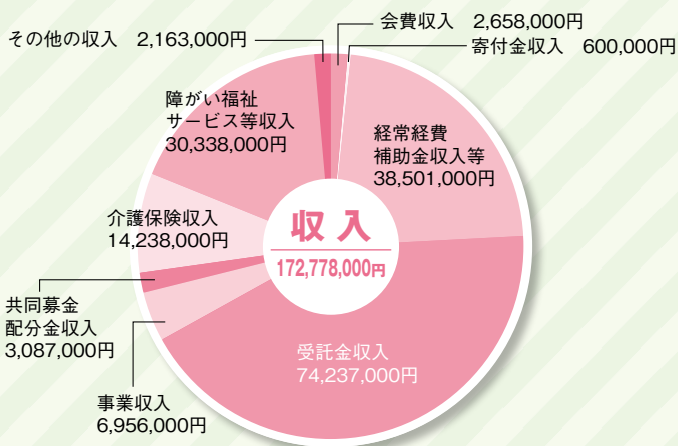 会費収入 2,658,000円
寄付金収入 600,000円
経常経費
補助金収入等
38,501,000円
受託金収入
74,237,000円
事業収入
6,956,000円
共同募金
配分金収入
3,087,000円
介護保険収入
14,238,000円
障がい福祉
サービス等収入
30,338,000円
その他の収入 2,163,000円
収入
172,778,000円